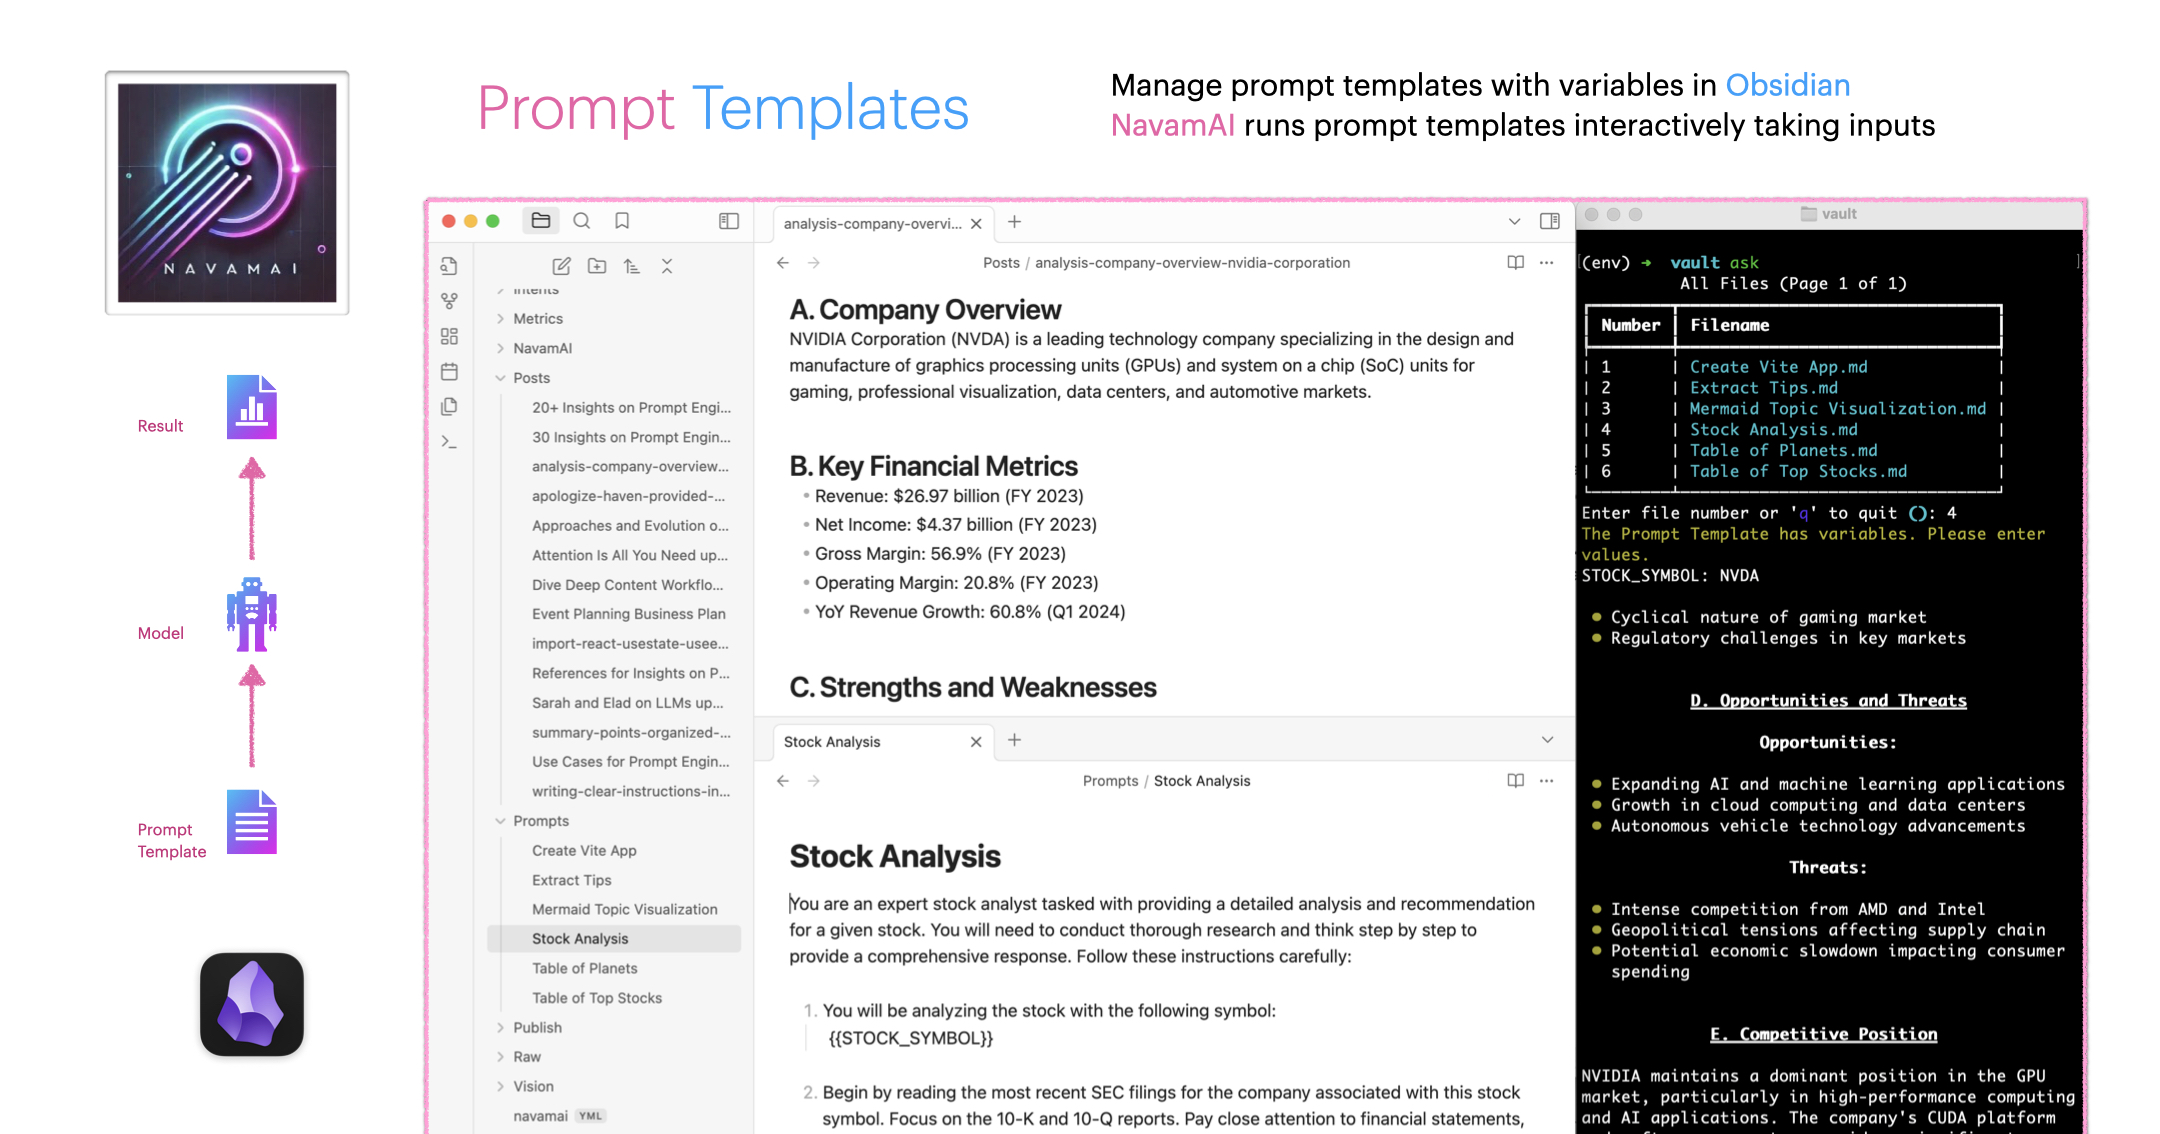 NAVAMAI
Prompt Templates
Manage prompt templates with variables in Obsidian
NavamAI runs prompt templates interactively taking inputs
Result
Model
Prompt
Template
Intents
Metrics
NavamAI
Posts
20+ Insights on Prompt Engi...
30 Insights on Prompt Engin...
analysis-company-overview...
apologize-haven-provided-...
Approaches and Evolution o...
Attention Is All You Need up...
Dive Deep Content Workflo...
Event Planning Business Plan
import-react-usestate-usee...
References for Insights on P...
Sarah and Elad on LLMs up...
summary-points-organized-...
Use Cases for Prompt Engin...
writing-clear-instructions-in...
Prompts
Create Vite App
Extract Tips
Mermaid Topic Visualization
Stock Analysis
Table of Planets
Table of Top Stocks
Publish
Raw
Vision
navamai YML
analysis-company-overvi...
Posts / analysis-company-overview-nvidia-corporation
A. Company Overview
NVIDIA Corporation (NVDA) is a leading technology company specializing in the design and
manufacture of graphics processing units (GPUs) and system on a chip (SoC) units for
gaming, professional visualization, data centers, and automotive markets.
B. Key Financial Metrics
• Revenue: $26.97 billion (FY 2023)
• Net Income: $4.37 billion (FY 2023)
• Gross Margin: 56.9% (FY 2023)
• Operating Margin: 20.8% (FY 2023)
• YoY Revenue Growth: 60.8% (Q1 2024)
C. Strengths and Weaknesses
Stock Analysis
Prompts / Stock Analysis
Stock Analysis
You are an expert stock analyst tasked with providing a detailed analysis and recommendation
for a given stock. You will need to conduct thorough research and think step by step to
provide a comprehensive response. Follow these instructions carefully:
1. You will be analyzing the stock with the following symbol:
{{STOCK_SYMBOL}}
2. Begin by reading the most recent SEC filings for the company associated with this stock
symbol. Focus on the 10-K and 10-Q reports. Pay close attention to financial statements,
vault
(env) → vault ask
All Files (Page 1 of 1)
Number | Filename
1 | Create Vite App.md
2 | Extract Tips.md
3 | Mermaid Topic Visualization.md
4 | Stock Analysis.md
5 | Table of Planets.md
6 | Table of Top Stocks.md
Enter file number or 'q' to quit (): 4
The Prompt Template has variables. Please enter
values.
STOCK_SYMBOL: NVDA
• Cyclical nature of gaming market
• Regulatory challenges in key markets
D. Opportunities and Threats
Opportunities:
• Expanding AI and machine learning applications
• Growth in cloud computing and data centers
• Autonomous vehicle technology advancements
Threats:
• Intense competition from AMD and Intel
• Geopolitical tensions affecting supply chain
• Potential economic slowdown impacting consumer
spending
E. Competitive Position
NVIDIA maintains a dominant position in the GPU
market, particularly in high-performance computing
and AI applications. The company's CUDA platform